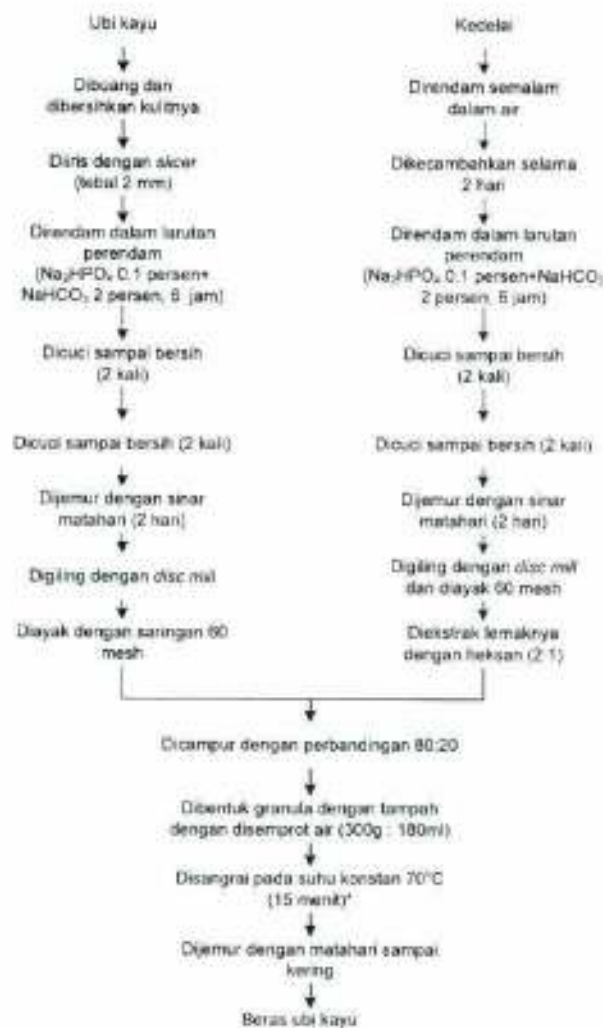 Ubi kayu
Dibuang dan
dibersihkan kulitnya
Diiris dengan slicer
(tebal 2 mm)
Direndam dalam larutan
perendam
(Na₂HPO₄ 0.1 persen+
NaHCO₃ 2 persen, 6 jam)
Dicuci sampai bersih
(2 kali)
Dicuci sampai bersih (2 kali)
Dijemur dengan sinar
matahari (2 hari)
Digiling dengan disc mill
Diayak dengan saringan 60
mesh
Kedelai
Direndam semalam
dalam air
Dikecambahkan selama
2 hari
Direndam dalam larutan
perendam
(Na₂HPO₄ 0.1 persen+NaHCO₃
2 persen, 6 jam)
Dicuci sampai bersih
(2 kali)
Dicuci sampai bersih (2 kali)
Dijemur dengan sinar
matahari (2 hari)
Digiling dengan disc mill
dan diayak 60 mesh
Diekstrak lemaknya
dengan heksan (2:1)
Dicampur dengan perbandingan 80:20
Dibentuk granula dengan tampah
dengan disemprot air (300g : 180ml)
Disangrai pada suhu konstan 70°C
(15 menit)*
Dijemur dengan matahari sampai
kering
Beras ubi kayu